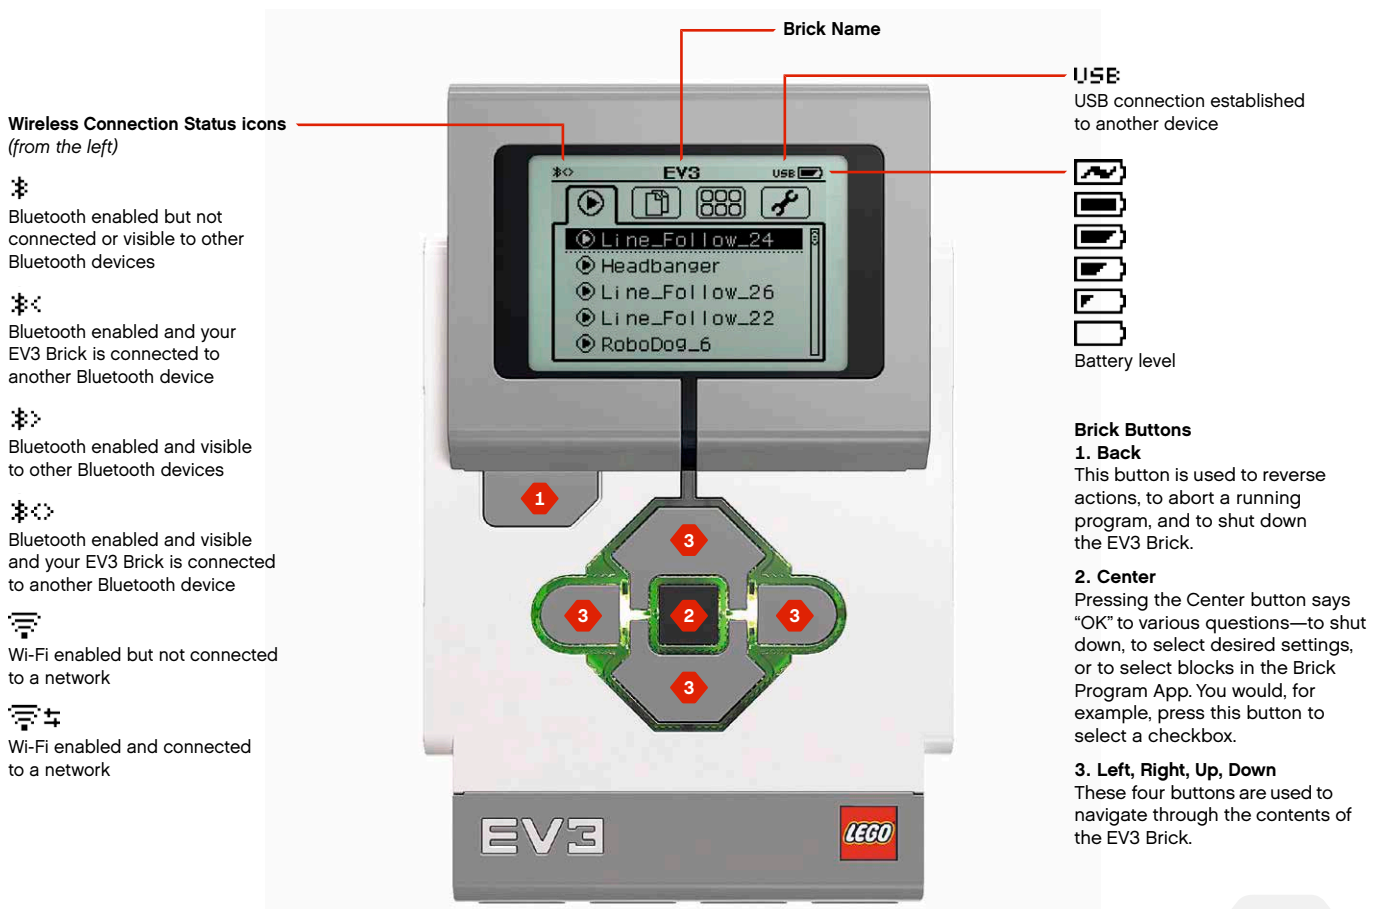 Brick Name
Wireless Connection Status icons
(from the left)
Bluetooth enabled but not
connected or visible to other
Bluetooth devices
Bluetooth enabled and your
EV3 Brick is connected to
another Bluetooth device
Bluetooth enabled and visible
to other Bluetooth devices
Bluetooth enabled and visible
and your EV3 Brick is connected
to another Bluetooth device
Wi-Fi enabled but not connected
to a network
Wi-Fi enabled and connected
to a network
EV3
USB
Line_Follow_24
Headbanger
Line_Follow_26
Line_Follow_22
RoboDog_6
1
3
3
2
3
3
EV3
LEGO
USB
USB connection established
to another device
Battery level
Brick Buttons
1. Back
This button is used to reverse
actions, to abort a running
program, and to shut down
the EV3 Brick.
2. Center
Pressing the Center button says
“OK” to various questions—to shut
down, to select desired settings,
or to select blocks in the Brick
Program App. You would, for
example, press this button to
select a checkbox.
3. Left, Right, Up, Down
These four buttons are used to
navigate through the contents of
the EV3 Brick.